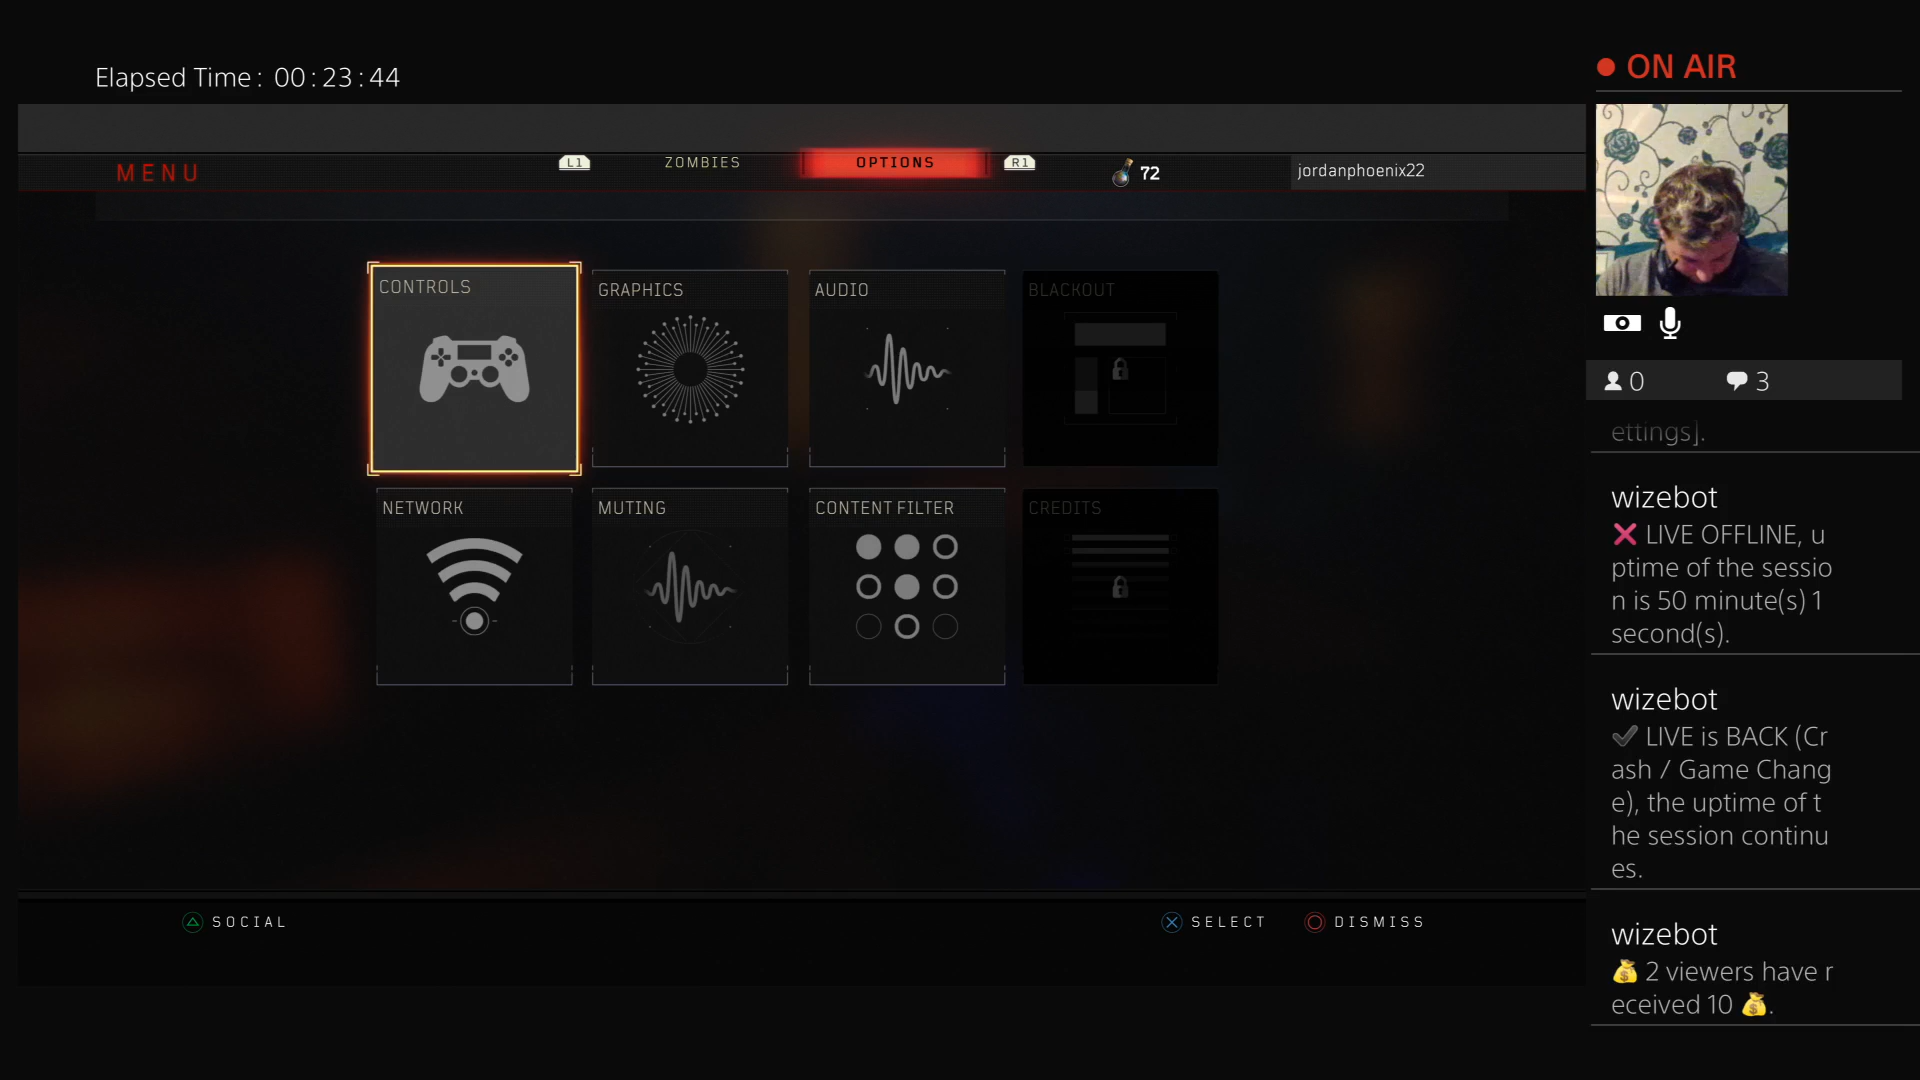 Elapsed Time: 00:23:44
ON AIR
MENU
L1
ZOMBIES
OPTIONS
R1
72
jordanphoenix22
CONTROLS
GRAPHICS
AUDIO
BLACKOUT
NETWORK
MUTING
CONTENT FILTER
CREDITS
SOCIAL
SELECT
DISMISS
0
3
ettings].
wizebot
❌ LIVE OFFLINE, u
ptime of the sessio
n is 50 minute(s) 1
second(s).
wizebot
✔ LIVE is BACK (Cr
ash / Game Chang
e), the uptime of t
he session continu
es.
wizebot
💰 2 viewers have r
eceived 10 💰.